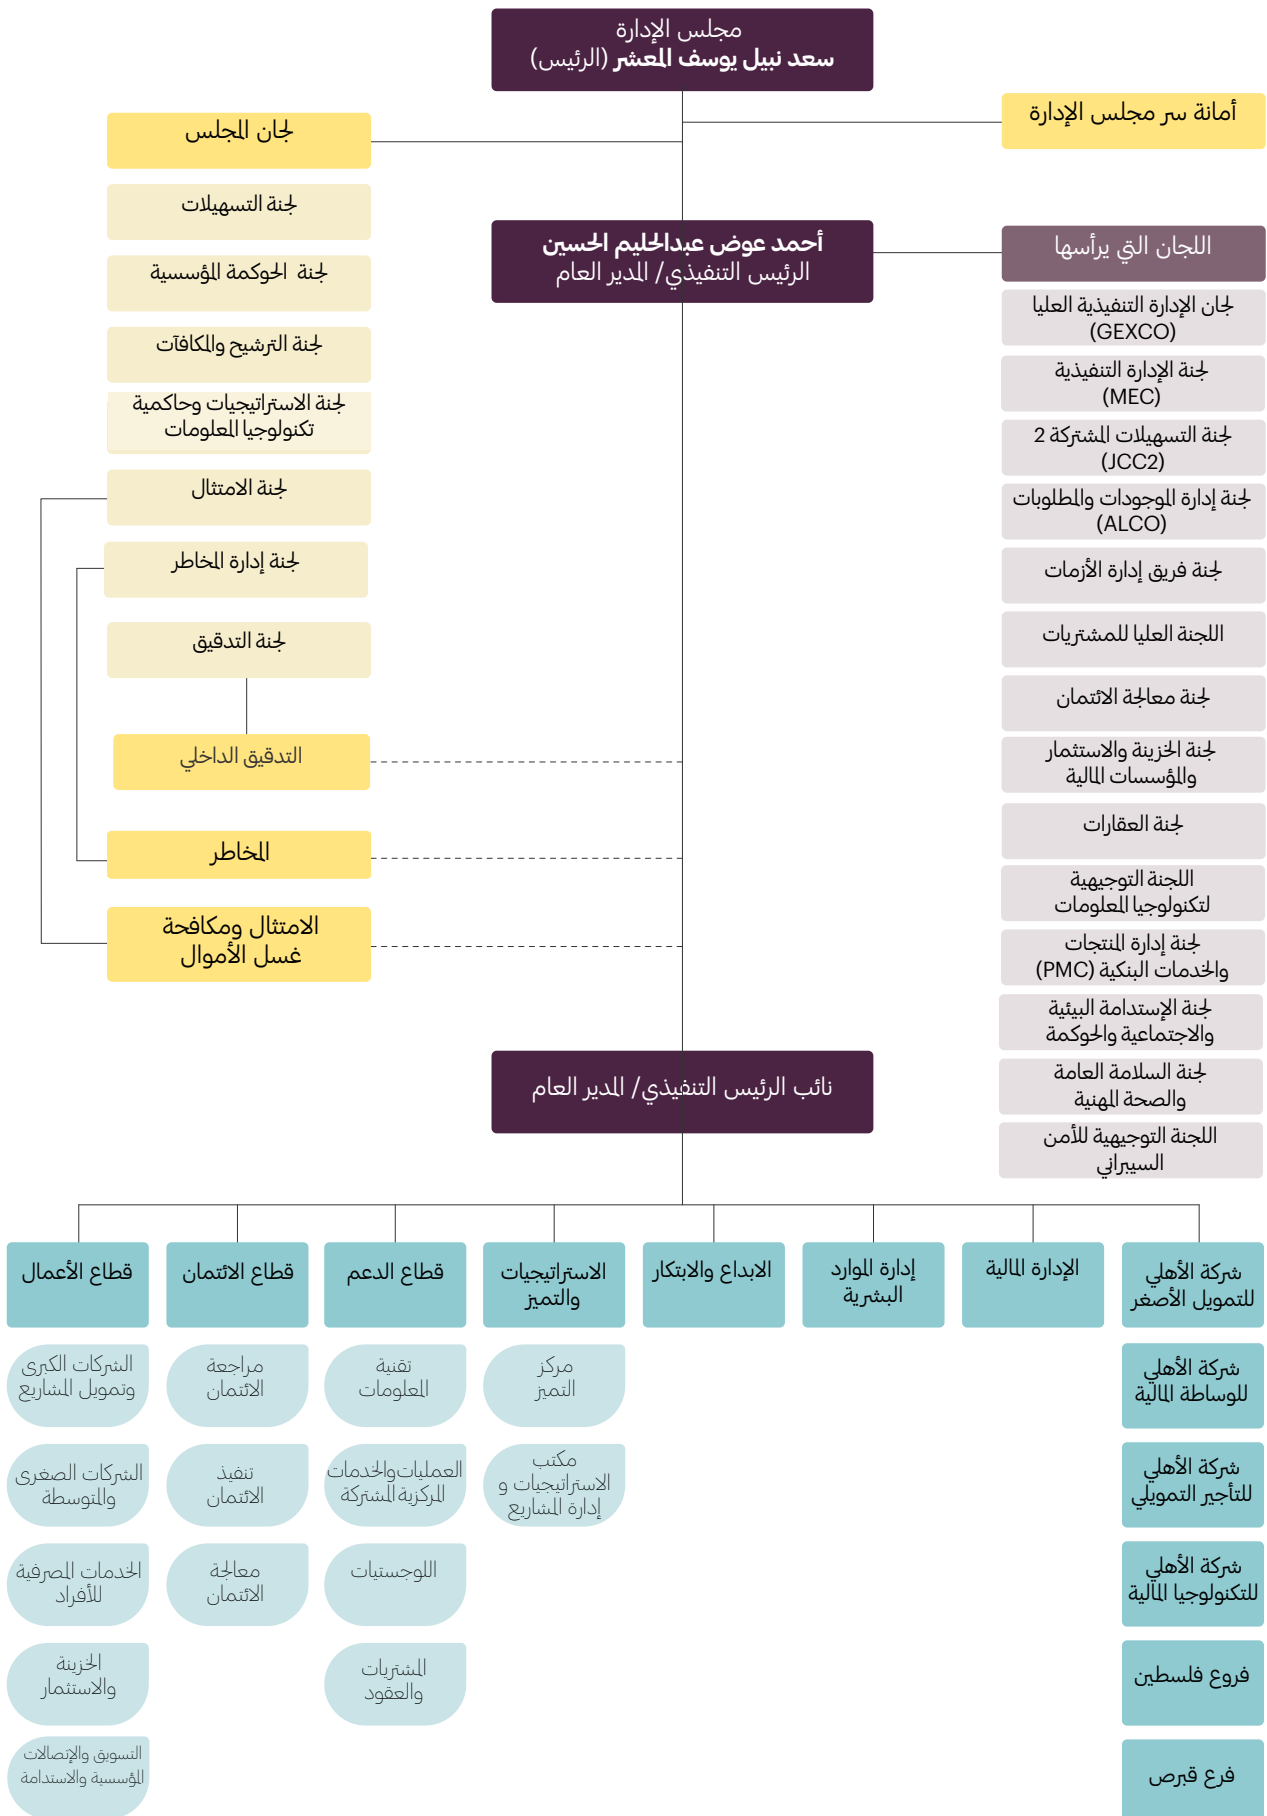 مجلس الإدارة
سعد نبيل يوسف المعشر (الرئيس)
أمانة سر مجلس الإدارة
لجان المجلس
لجنة التسهيلات
لجنة الحوكمة المؤسسية
لجنة الترشيح والمكافآت
لجنة الاستراتيجيات وحاكمية
تكنولوجيا المعلومات
لجنة الامتثال
لجنة إدارة المخاطر
لجنة التدقيق
التدقيق الداخلي
المخاطر
الامتثال ومكافحة
غسل الأموال
أحمد عوض عبدالحليم الحسين
الرئيس التنفيذي/ المدير العام
اللجان التي يرأسها
لجان الإدارة التنفيذية العليا
(GEXCO)
لجنة الإدارة التنفيذية
(MEC)
لجنة التسهيلات المشتركة 2
(JCC2)
لجنة إدارة الموجودات والمطلوبات
(ALCO)
لجنة فريق إدارة الأزمات
اللجنة العليا للمشتريات
لجنة معالجة الائتمان
لجنة الخزينة والاستثمار
والمؤسسات المالية
لجنة العقارات
اللجنة التوجيهية
لتكنولوجيا المعلومات
لجنة إدارة المنتجات
والخدمات البنكية (PMC)
لجنة الإستدامة البيئية
والاجتماعية والحوكمة
لجنة السلامة العامة
والصحة المهنية
اللجنة التوجيهية للأمن
السيبراني
نائب الرئيس التنفيذي/ المدير العام
شركة الأهلي
للتمويل الأصغر
شركة الأهلي
للوساطة المالية
شركة الأهلي
للتأجير التمويلي
شركة الأهلي
للتكنولوجيا المالية
فروع فلسطين
فرع قبرص
الإدارة المالية
إدارة الموارد
البشرية
الابداع والابتكار
الاستراتيجيات
والتميز
مركز
التميز
مكتب
الاستراتيجيات و
إدارة المشاريع
قطاع الدعم
تقنية
المعلومات
العمليات والخدمات
المركزية المشتركة
اللوجستيات
المشتريات
والعقود
قطاع الائتمان
مراجعة
الائتمان
تنفيذ
الائتمان
معالجة
الائتمان
قطاع الأعمال
الشركات الكبرى
وتمويل المشاريع
الشركات الصغرى
والمتوسطة
الخدمات المصرفية
للأفراد
الخزينة
والاستثمار
التسويق والإتصالات
المؤسسية والاستدامة